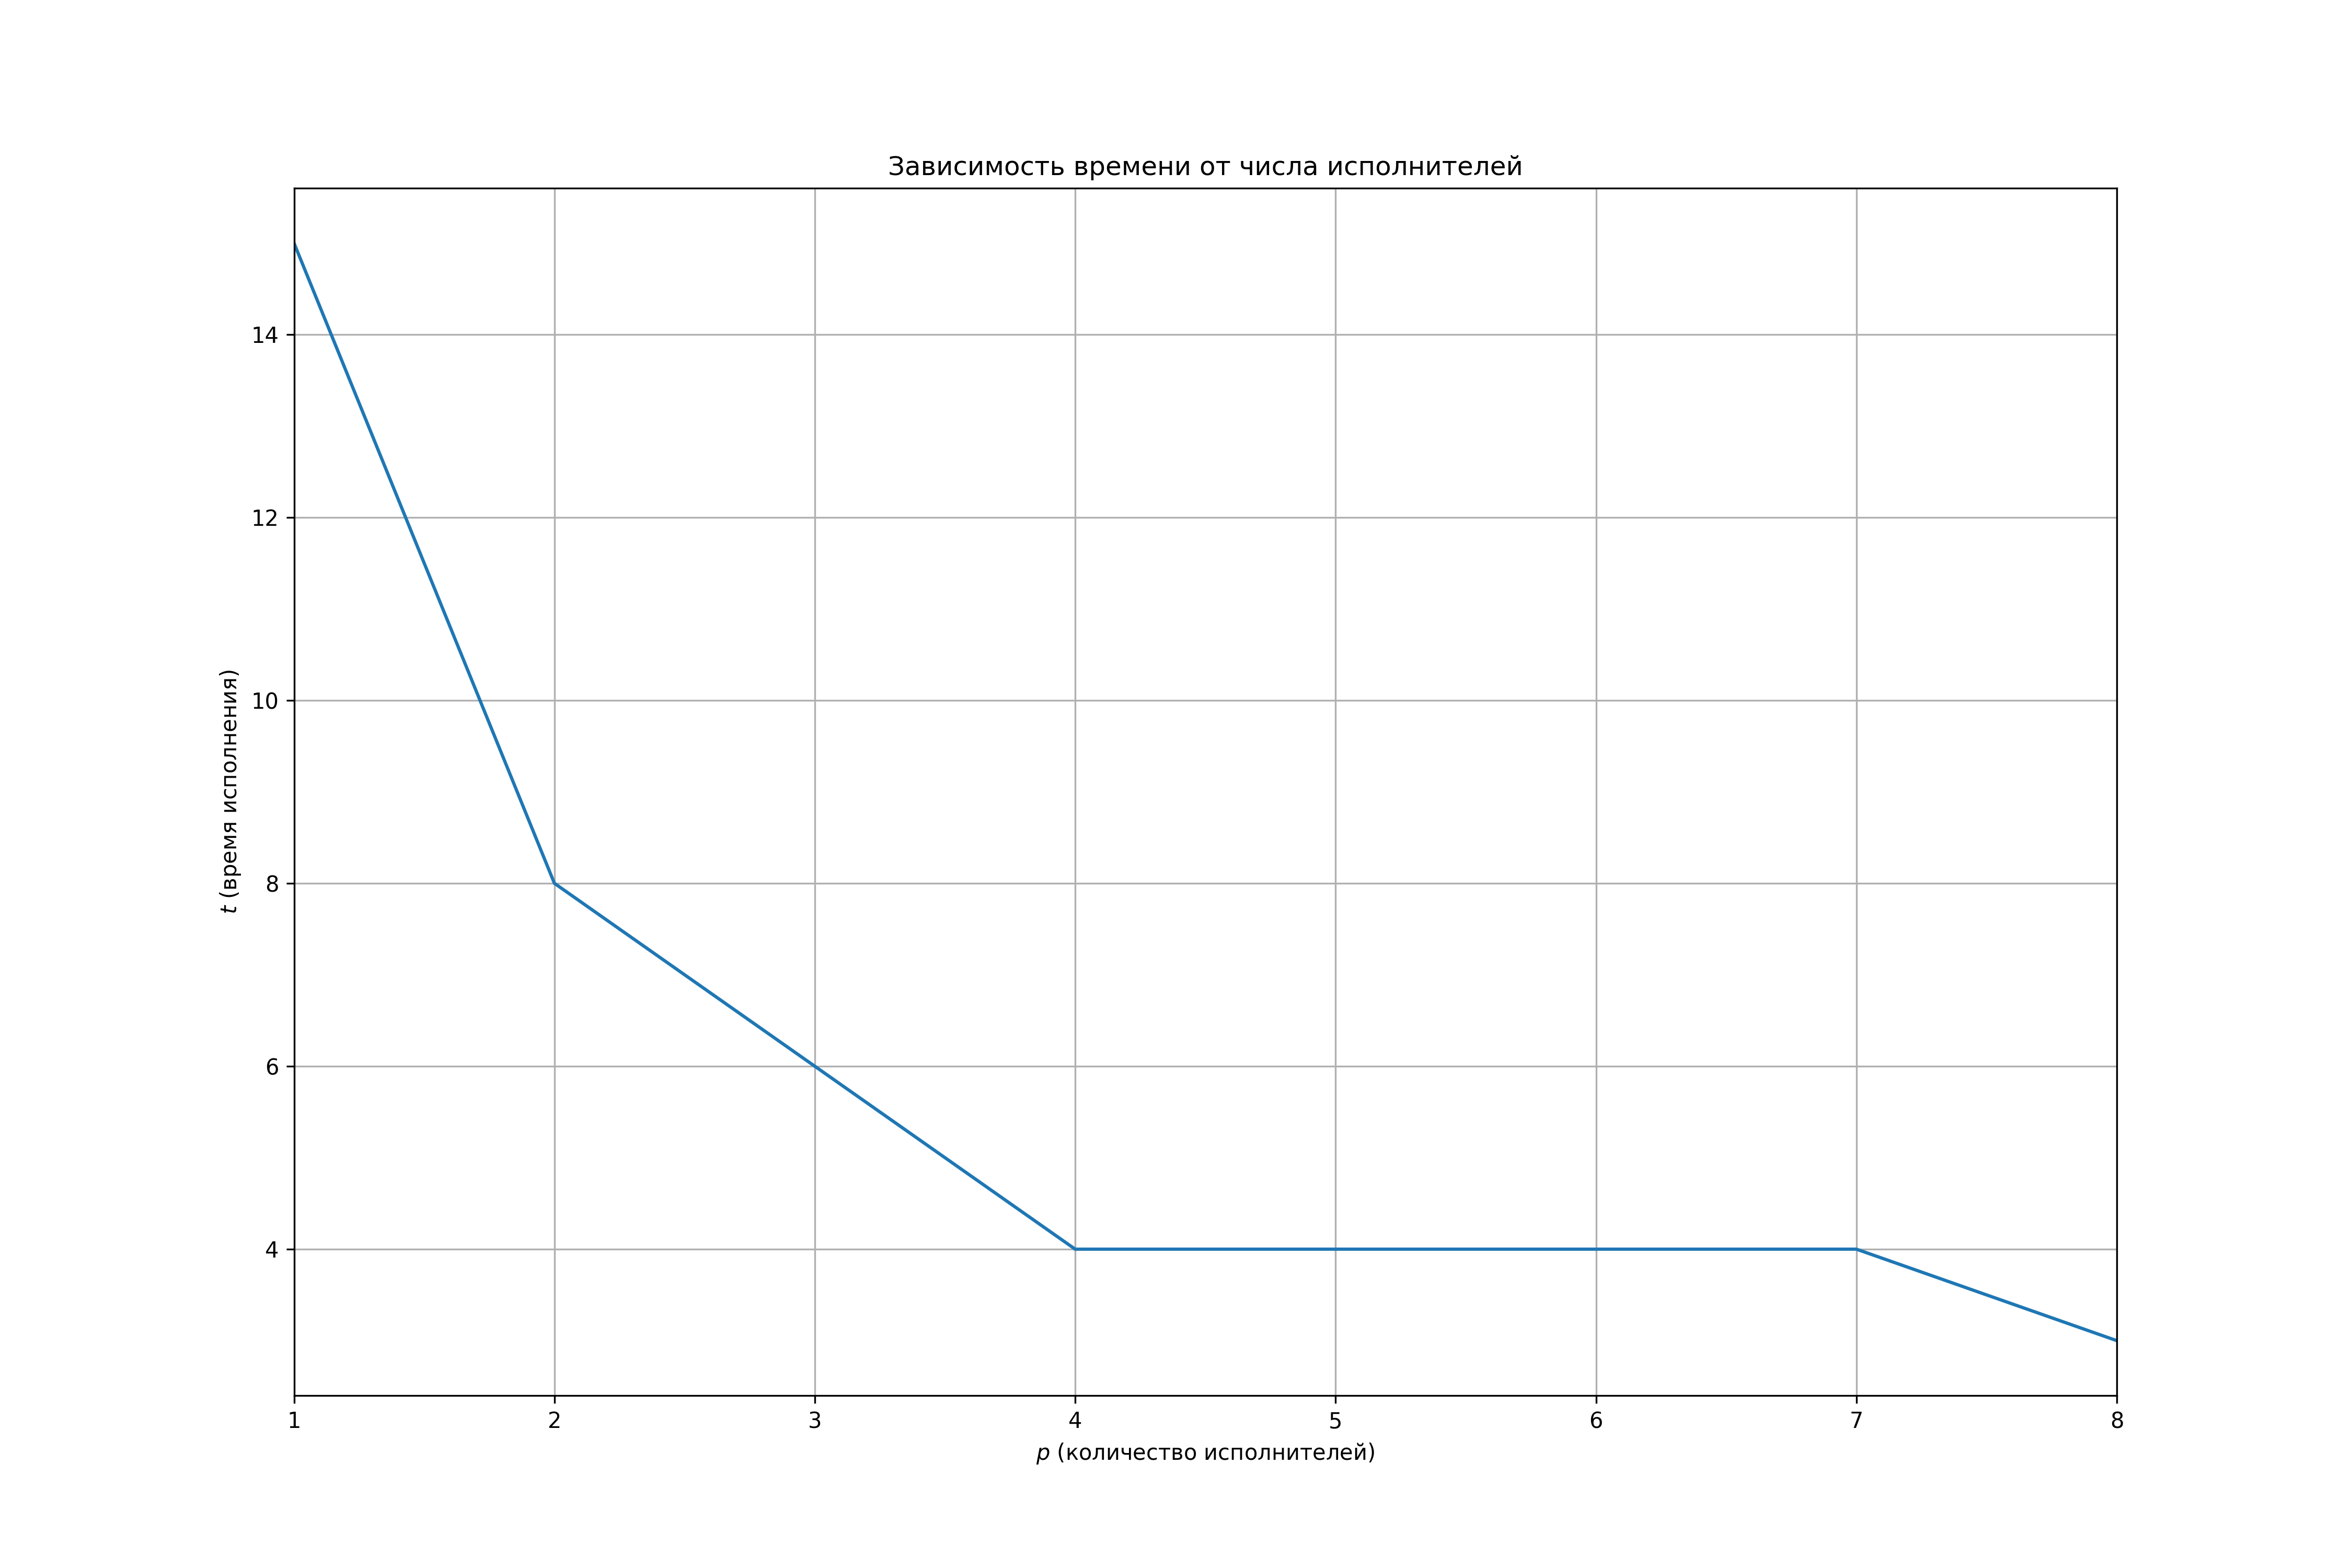 Зависимость времени от числа исполнителей
14
12
10
8
6
4
t (время исполнения)
1 2 3 4 5 6 7 8
p (количество исполнителей)